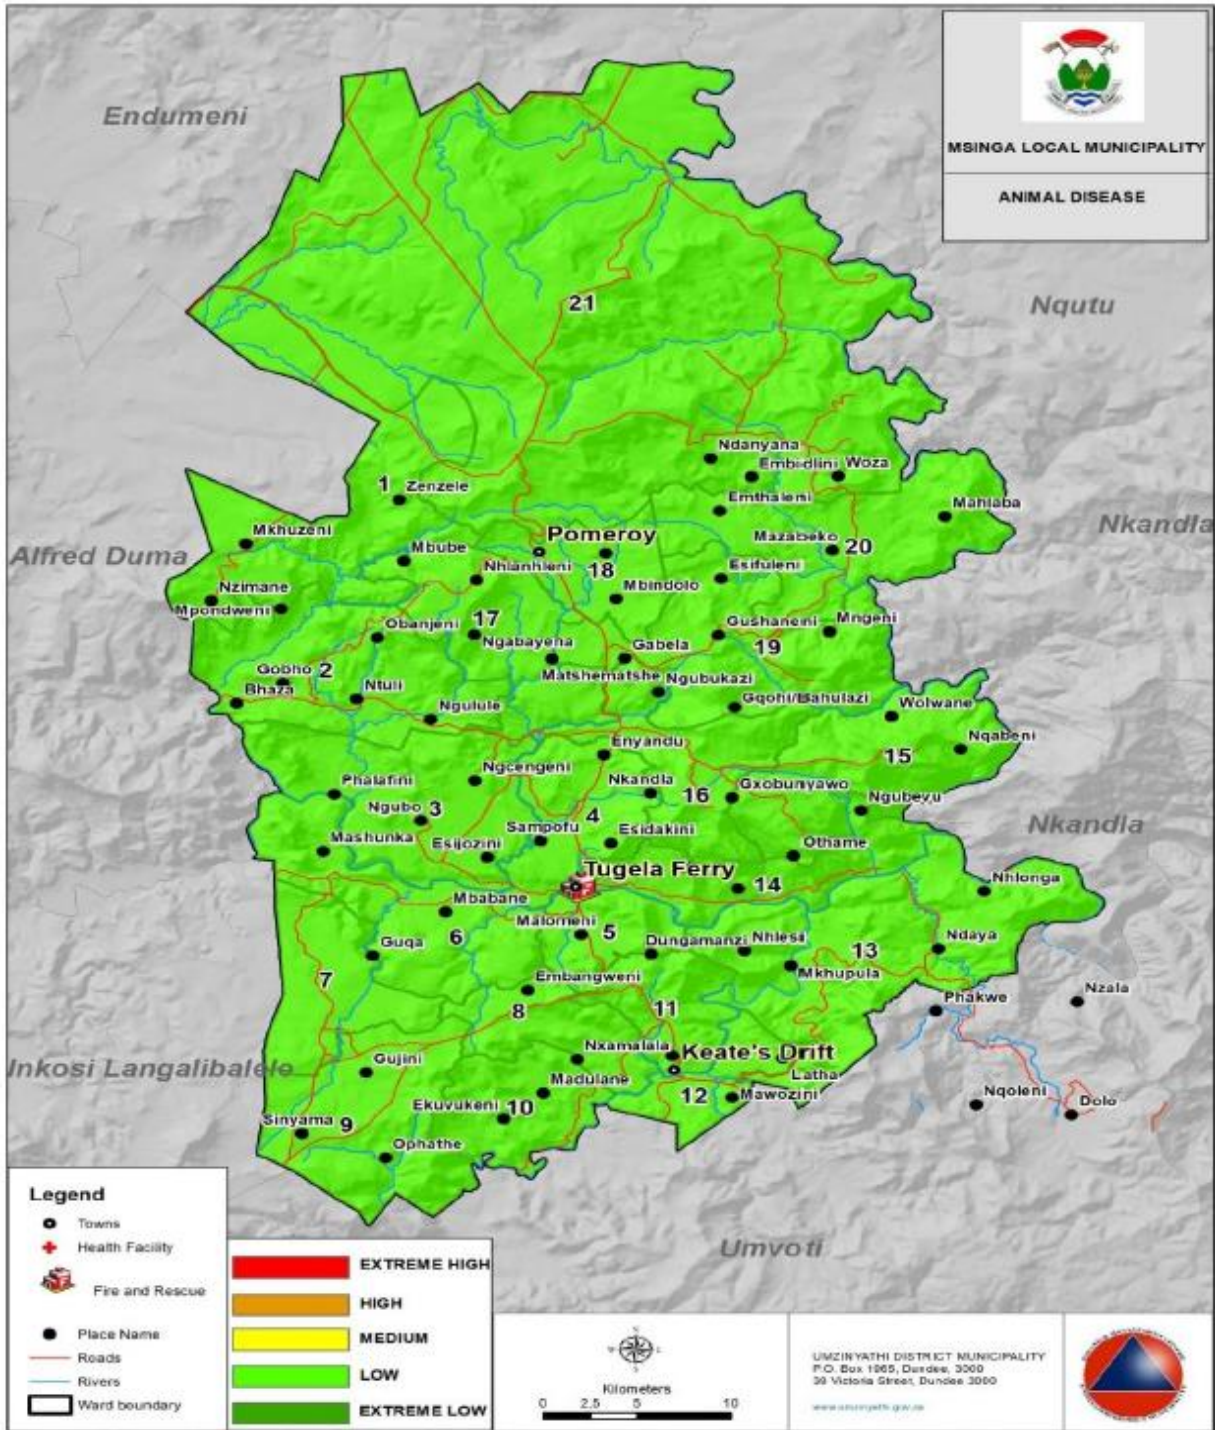 MSINGA LOCAL MUNICIPALITY
ANIMAL DISEASE
Endumeni
Nqutu
21
Ndanyana
Embidlini
Woza
1
Zenzele
Emthaleni
Mahlaba
Nkandla
Mkhuzeni
Alfred Duma
Pomeroy
Mazabeko
20
Mbube
Nhlanhleni
18
Esifuleni
Nzimane
Mbindolo
Mpondweni
Obanjeni
17
Ngabayena
Gushaneni
Mngeni
19
Gabela
Gobho
2
Matshematshe
Ngubukazi
Bhaza
Ntuli
Ngulule
Gqohi/Bahulazi
Wolwane
Enyandu
Nqabeni
15
Phalafini
Ngcengeni
Nkandla
16
Gxobunyawo
Ngubevu
Ngubo
3
4
Nkandla
Mashunka
Esijozini
Sampofu
Esidakini
Othame
Tugela Ferry
14
Nhlonga
Mbabane
6
Malomeni
5
Guqa
Dungamanzi
Nhlesi
13
Ndaya
Mkhupula
7
Embangweni
8
11
Phakwe
Nzala
Inkosi Langalibalele
Gujini
Nxamalala
Keate's Drift
Latha
Madulane
12
Mawozini
Nqoleni
Dolo
Ekuvukeni
10
Sinyama
9
Ophathe
Umvoti
Legend
Towns
Health Facility
Fire and Rescue
Place Name
Roads
Rivers
Ward boundary
EXTREME HIGH
HIGH
MEDIUM
LOW
EXTREME LOW
Kilometers
0 2.5 5 10
UMZINYATHI DISTRICT MUNICIPALITY
P.O. Box 1965, Dundee, 3000
39 Victoria Street, Dundee 3000
www.umzinyathi.gov.za